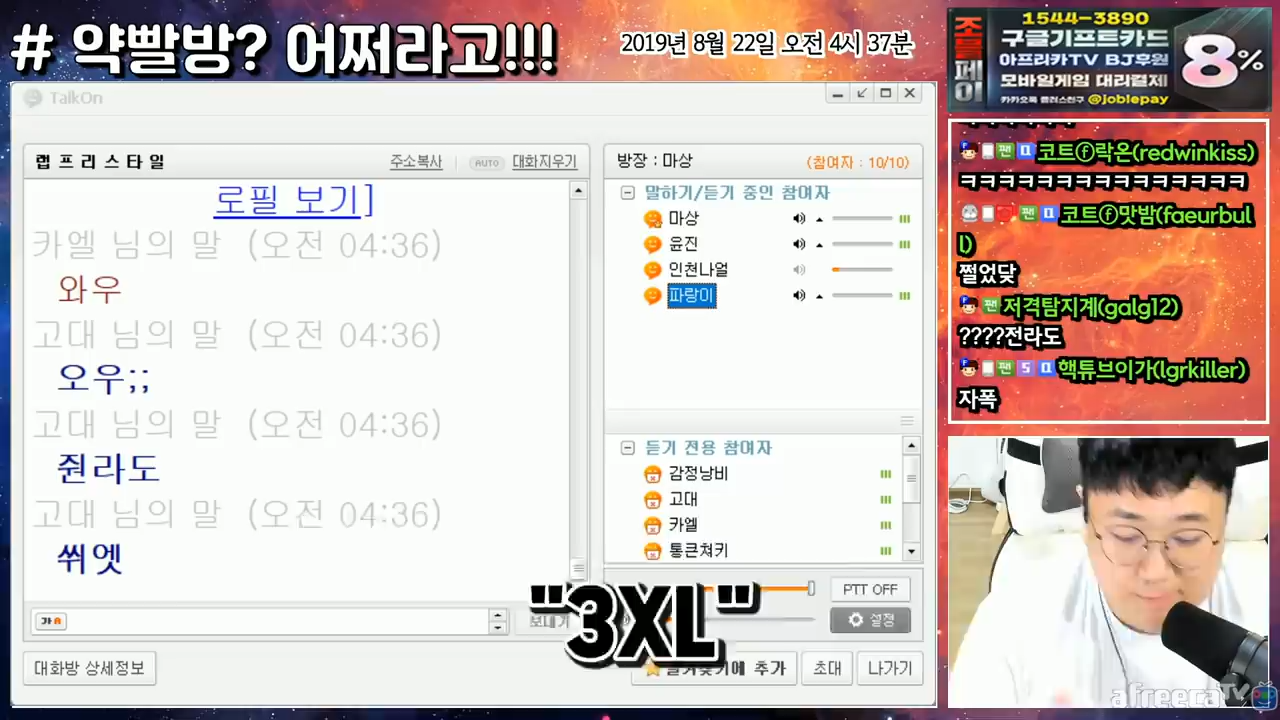 # 약빨방? 어쩌라고!!!
2019년 8월 22일 오전 4시 37분
조블페이
1544-3890
구글기프트카드
아프리카TV BJ후원
모바일게임 대리결제
카카오톡 플러스친구 @joblepay
8%
TalkOn
랩 프 리 스 타 일
주소복사
AUTO
대화지우기
로필 보기]
카엘 님의 말 (오전 04:36)
와우
고대 님의 말 (오전 04:36)
오우;;
고대 님의 말 (오전 04:36)
줜라도
고대 님의 말 (오전 04:36)
쒸엣
가
보내기
대화방 상세정보
방장 : 마상
(참여자 : 10/10)
말하기/듣기 중인 참여자
마상
윤진
인천나얼
파랑이
듣기 전용 참여자
감정낭비
고대
카엘
통큰쳐키
PTT OFF
설정
"3XL"
즐겨찾기에 추가
초대
나가기
팬 코트ⓕ락온(redwinkiss)
ㅋㅋㅋㅋㅋㅋㅋㅋㅋㅋㅋㅋㅋㅋㅋ
팬 코트ⓕ맛밤(faeurbul
l)
쩔었닺
팬 저격탐지계(galg12)
????전라도
팬 S 핵튜브이가(lgrkiller)
자폭
afreecaTV